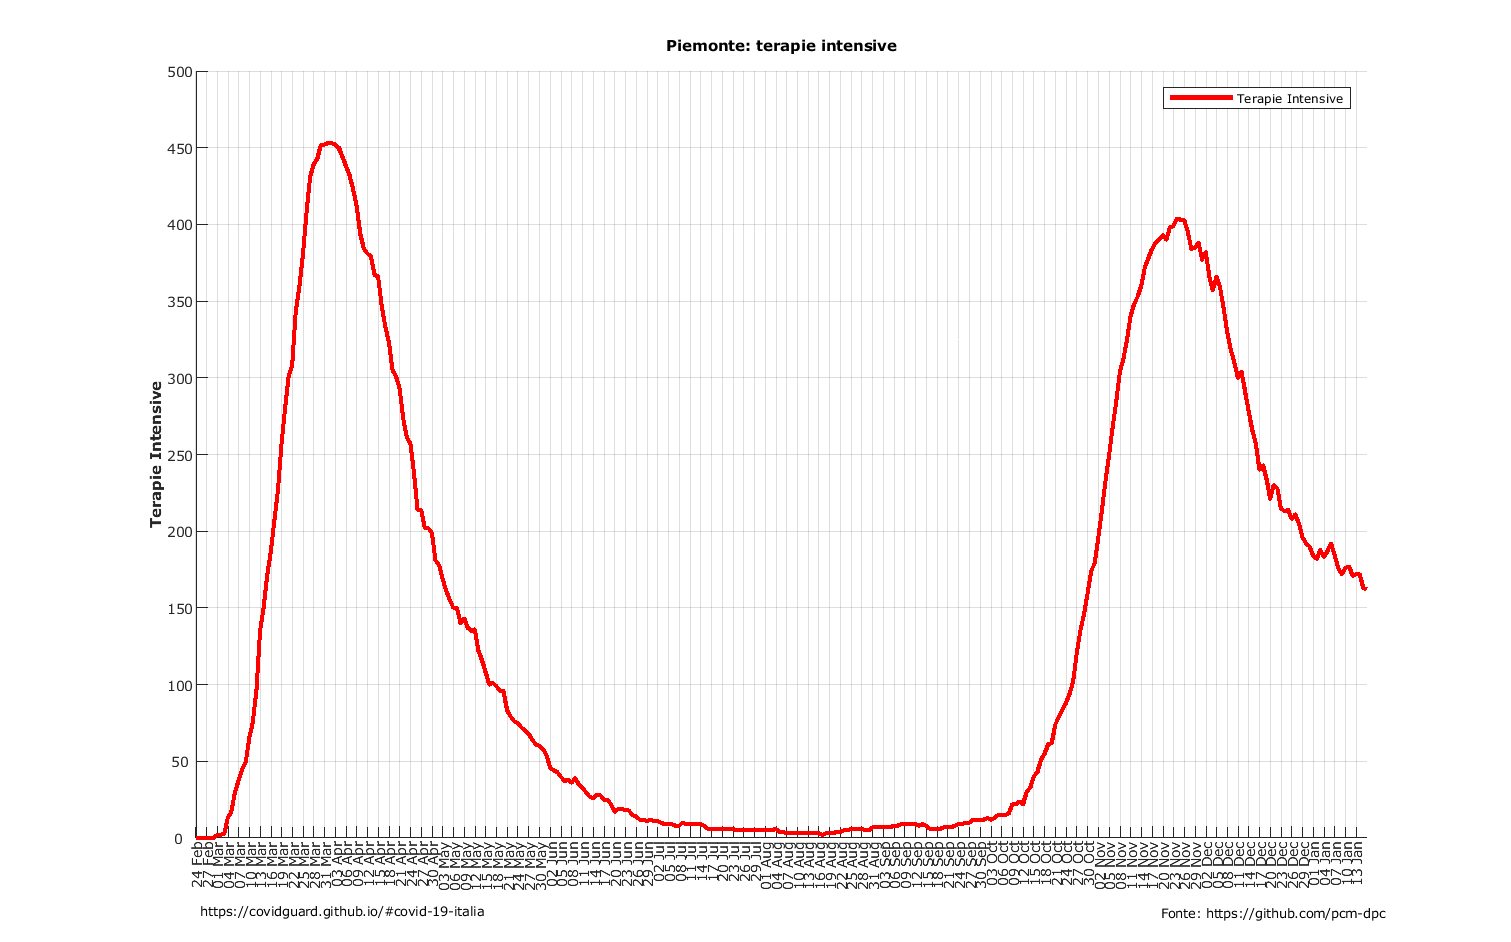 Piemonte: terapie intensive
Terapie Intensive
500
450
400
350
300
250
200
150
100
50
0
Terapie Intensive
24 Feb
27 Feb
01 Mar
04 Mar
07 Mar
10 Mar
13 Mar
16 Mar
19 Mar
22 Mar
25 Mar
28 Mar
31 Mar
03 Apr
06 Apr
09 Apr
12 Apr
15 Apr
18 Apr
21 Apr
24 Apr
27 Apr
30 Apr
03 May
06 May
09 May
12 May
15 May
18 May
21 May
24 May
27 May
30 May
02 Jun
05 Jun
08 Jun
11 Jun
14 Jun
17 Jun
20 Jun
23 Jun
26 Jun
29 Jun
02 Jul
05 Jul
08 Jul
11 Jul
14 Jul
17 Jul
20 Jul
23 Jul
26 Jul
29 Jul
01 Aug
04 Aug
07 Aug
10 Aug
13 Aug
16 Aug
19 Aug
22 Aug
25 Aug
28 Aug
31 Aug
03 Sep
06 Sep
09 Sep
12 Sep
15 Sep
18 Sep
21 Sep
24 Sep
27 Sep
30 Sep
03 Oct
06 Oct
09 Oct
12 Oct
15 Oct
18 Oct
21 Oct
24 Oct
27 Oct
30 Oct
02 Nov
05 Nov
08 Nov
11 Nov
14 Nov
17 Nov
20 Nov
23 Nov
26 Nov
29 Nov
02 Dec
05 Dec
08 Dec
11 Dec
14 Dec
17 Dec
20 Dec
23 Dec
26 Dec
29 Dec
01 Jan
04 Jan
07 Jan
10 Jan
13 Jan
https://covidguard.github.io/#covid-19-italia
Fonte: https://github.com/pcm-dpc